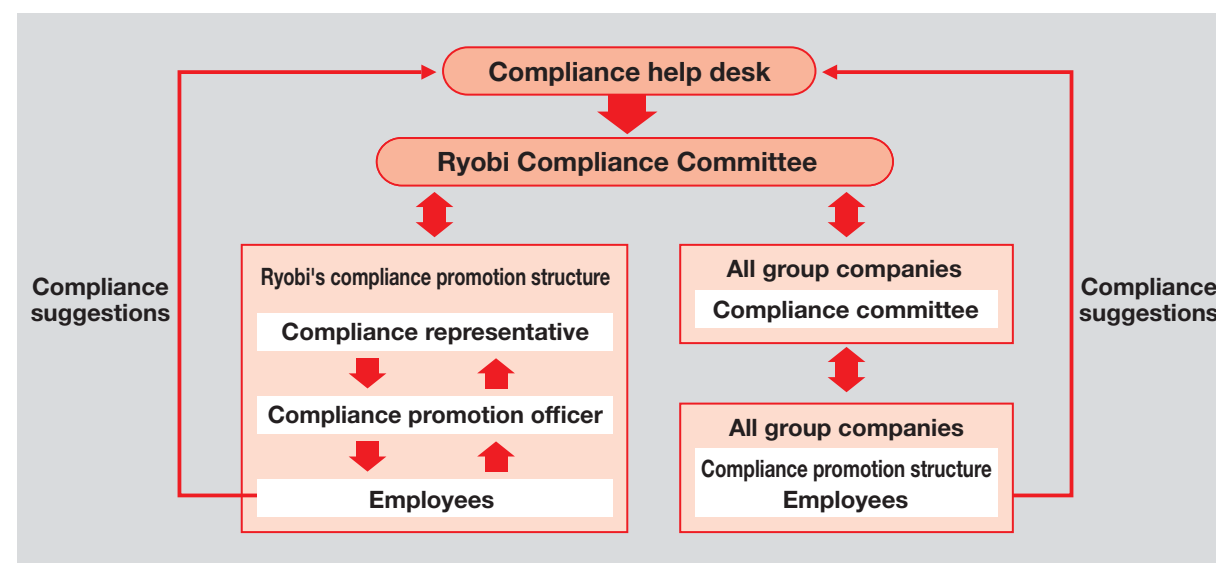 Compliance help desk
Ryobi Compliance Committee
Compliance
suggestions
Ryobi's compliance promotion structure
Compliance representative
Compliance promotion officer
Employees
All group companies
Compliance committee
All group companies
Compliance promotion structure
Employees
Compliance
suggestions